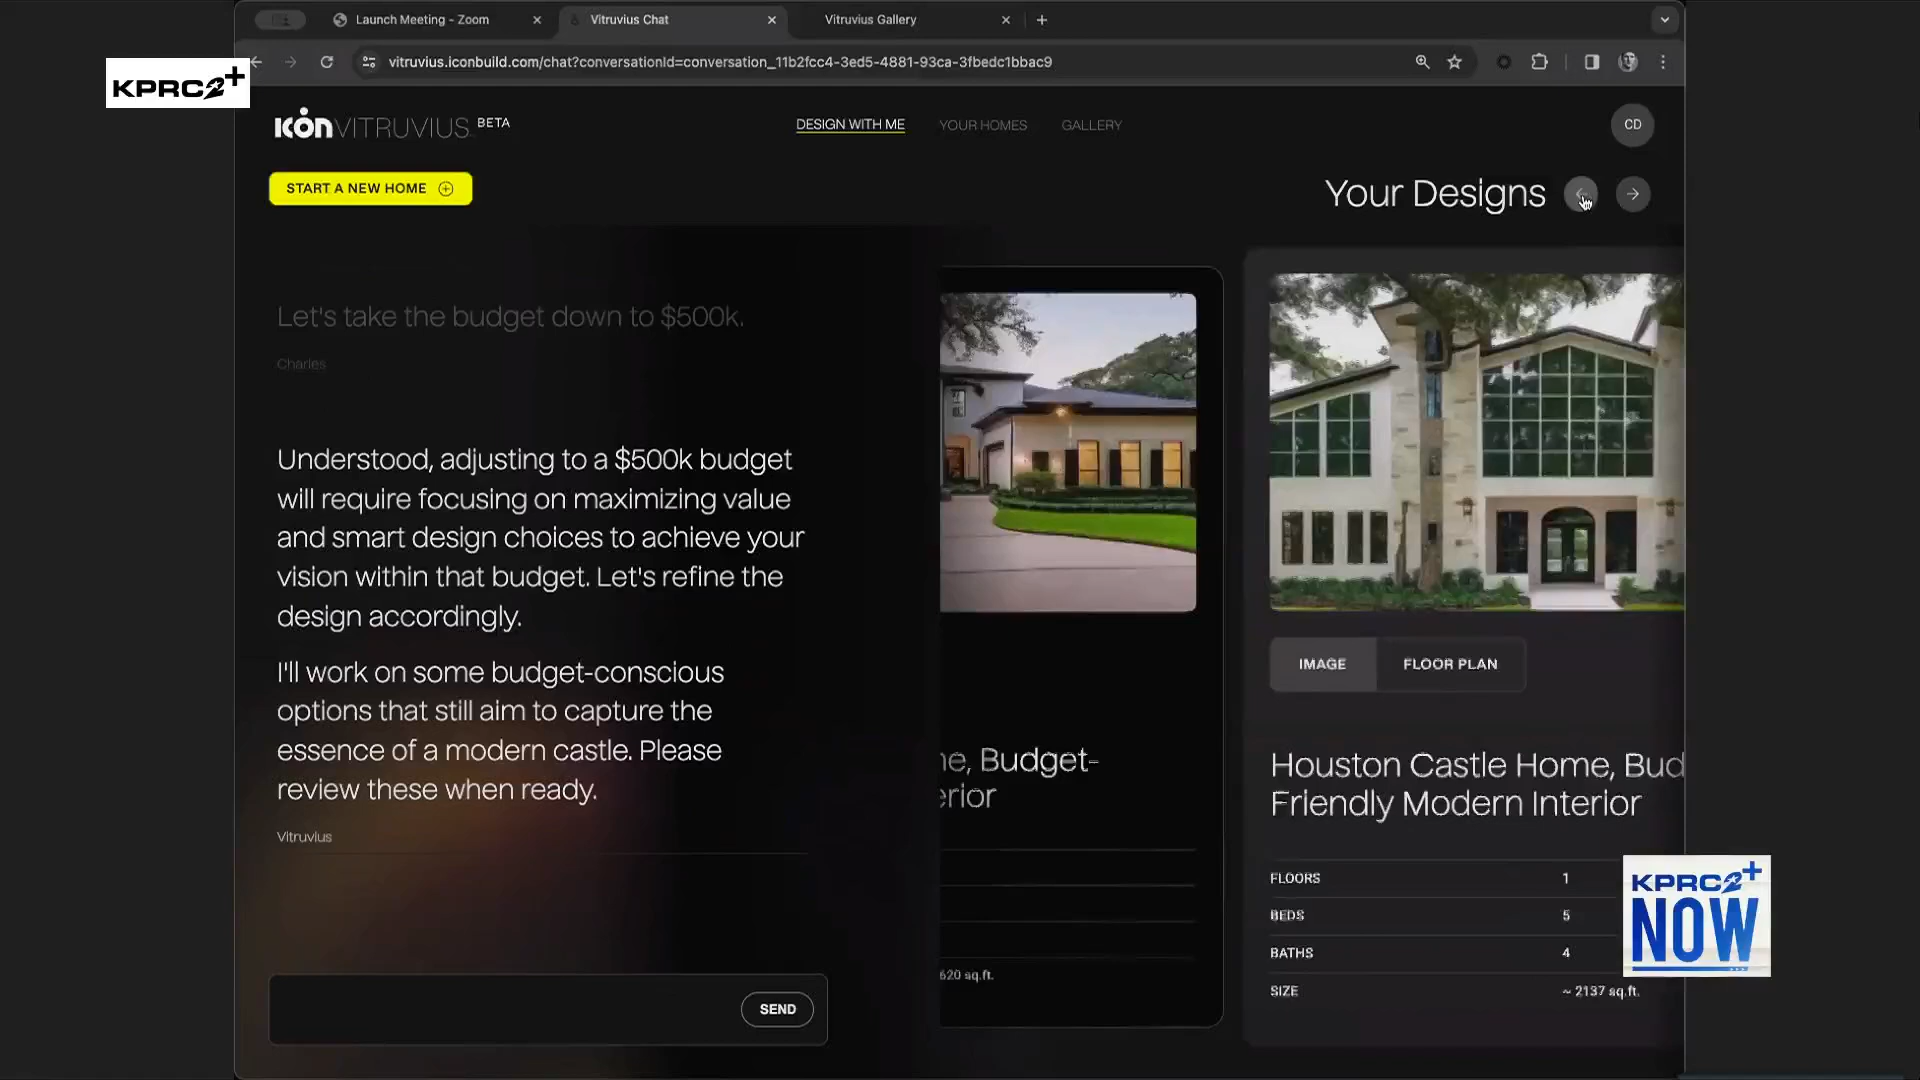 Launch Meeting - Zoom
Vitruvius Chat
Vitruvius Gallery
vitruvius.iconbuild.com/chat?conversationId=conversation_11b2fcc4-3ed5-4881-93ca-3fbedc1bbac9
KPRC2+
ICON VITRUVIUS BETA
DESIGN WITH ME
YOUR HOMES
GALLERY
CD
START A NEW HOME
Your Designs
Let's take the budget down to $500k.
Charles
Understood, adjusting to a $500k budget
will require focusing on maximizing value
and smart design choices to achieve your
vision within that budget. Let's refine the
design accordingly.
I'll work on some budget-conscious
options that still aim to capture the
essence of a modern castle. Please
review these when ready.
Vitruvius
SEND
ne, Budget-
erior
620 sq.ft.
IMAGE
FLOOR PLAN
Houston Castle Home, Bud
Friendly Modern Interior
FLOORS 1
BEDS 5
BATHS 4
SIZE ~ 2137 sq.ft.
KPRC2+
NOW